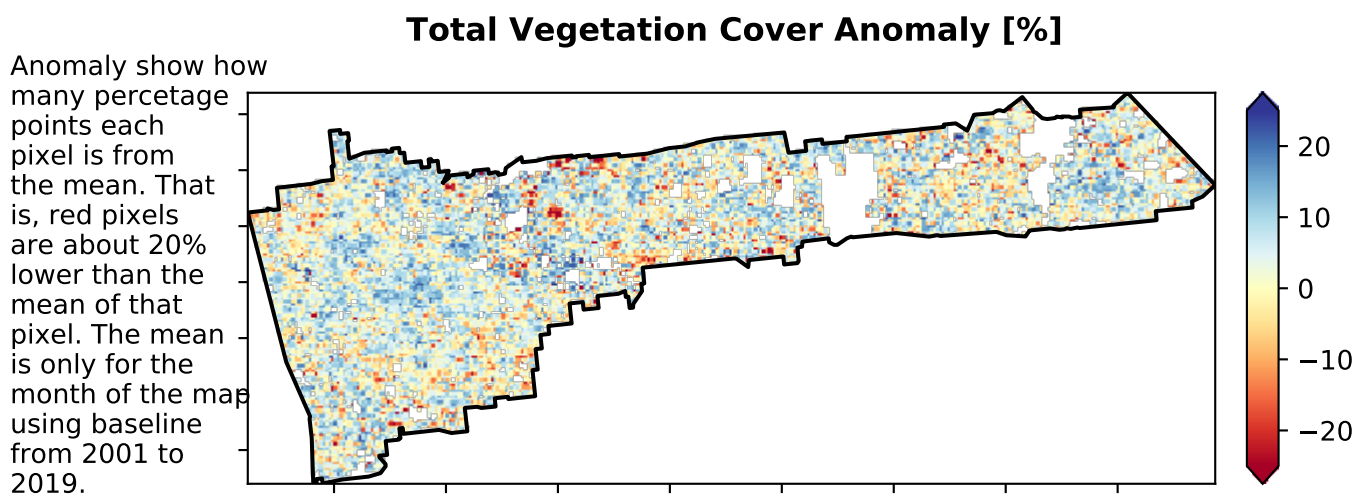 Total Vegetation Cover Anomaly [%]
Anomaly show how
many percetage
points each
pixel is from
the mean. That
is, red pixels
are about 20%
lower than the
mean of that
pixel. The mean
is only for the
month of the map
using baseline
from 2001 to
2019.
20
10
0
−10
−20